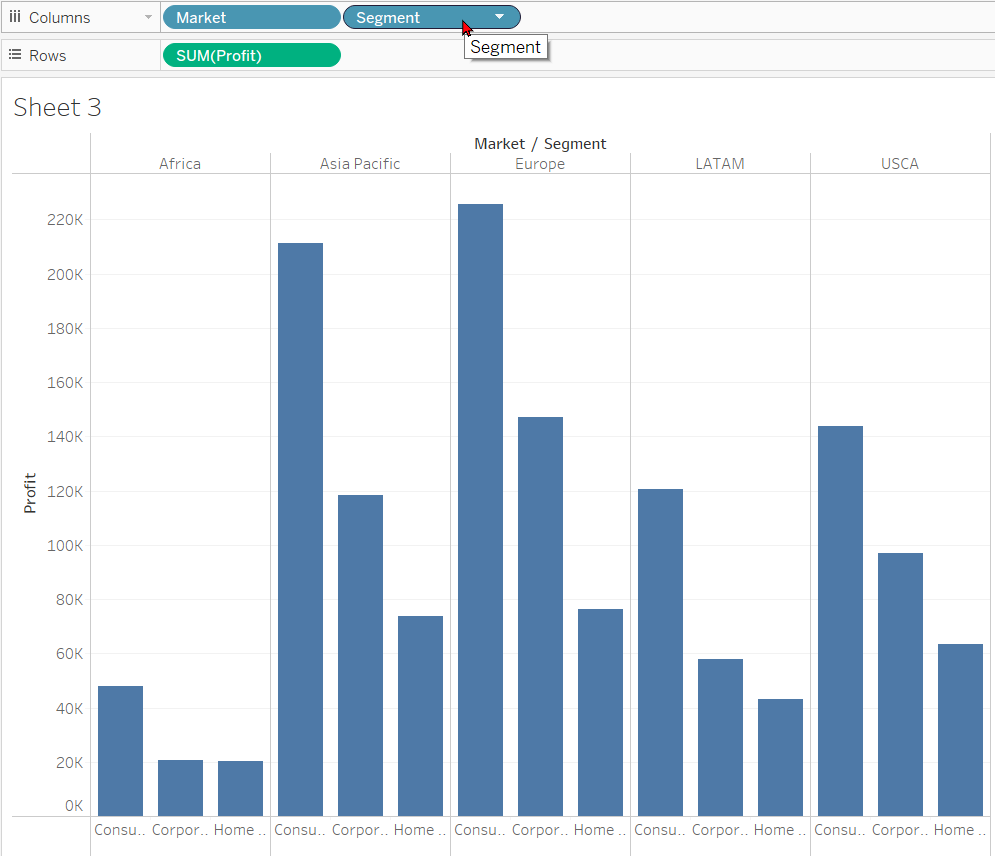 Columns Market Segment
Segment
Rows SUM(Profit)
Sheet 3
Market / Segment
Africa Asia Pacific Europe LATAM USCA
Profit
220K
200K
180K
160K
140K
120K
100K
80K
60K
40K
20K
0K
Consu.. Corpor.. Home .. Consu.. Corpor.. Home .. Consu.. Corpor.. Home .. Consu.. Corpor.. Home .. Consu.. Corpor.. Home ..